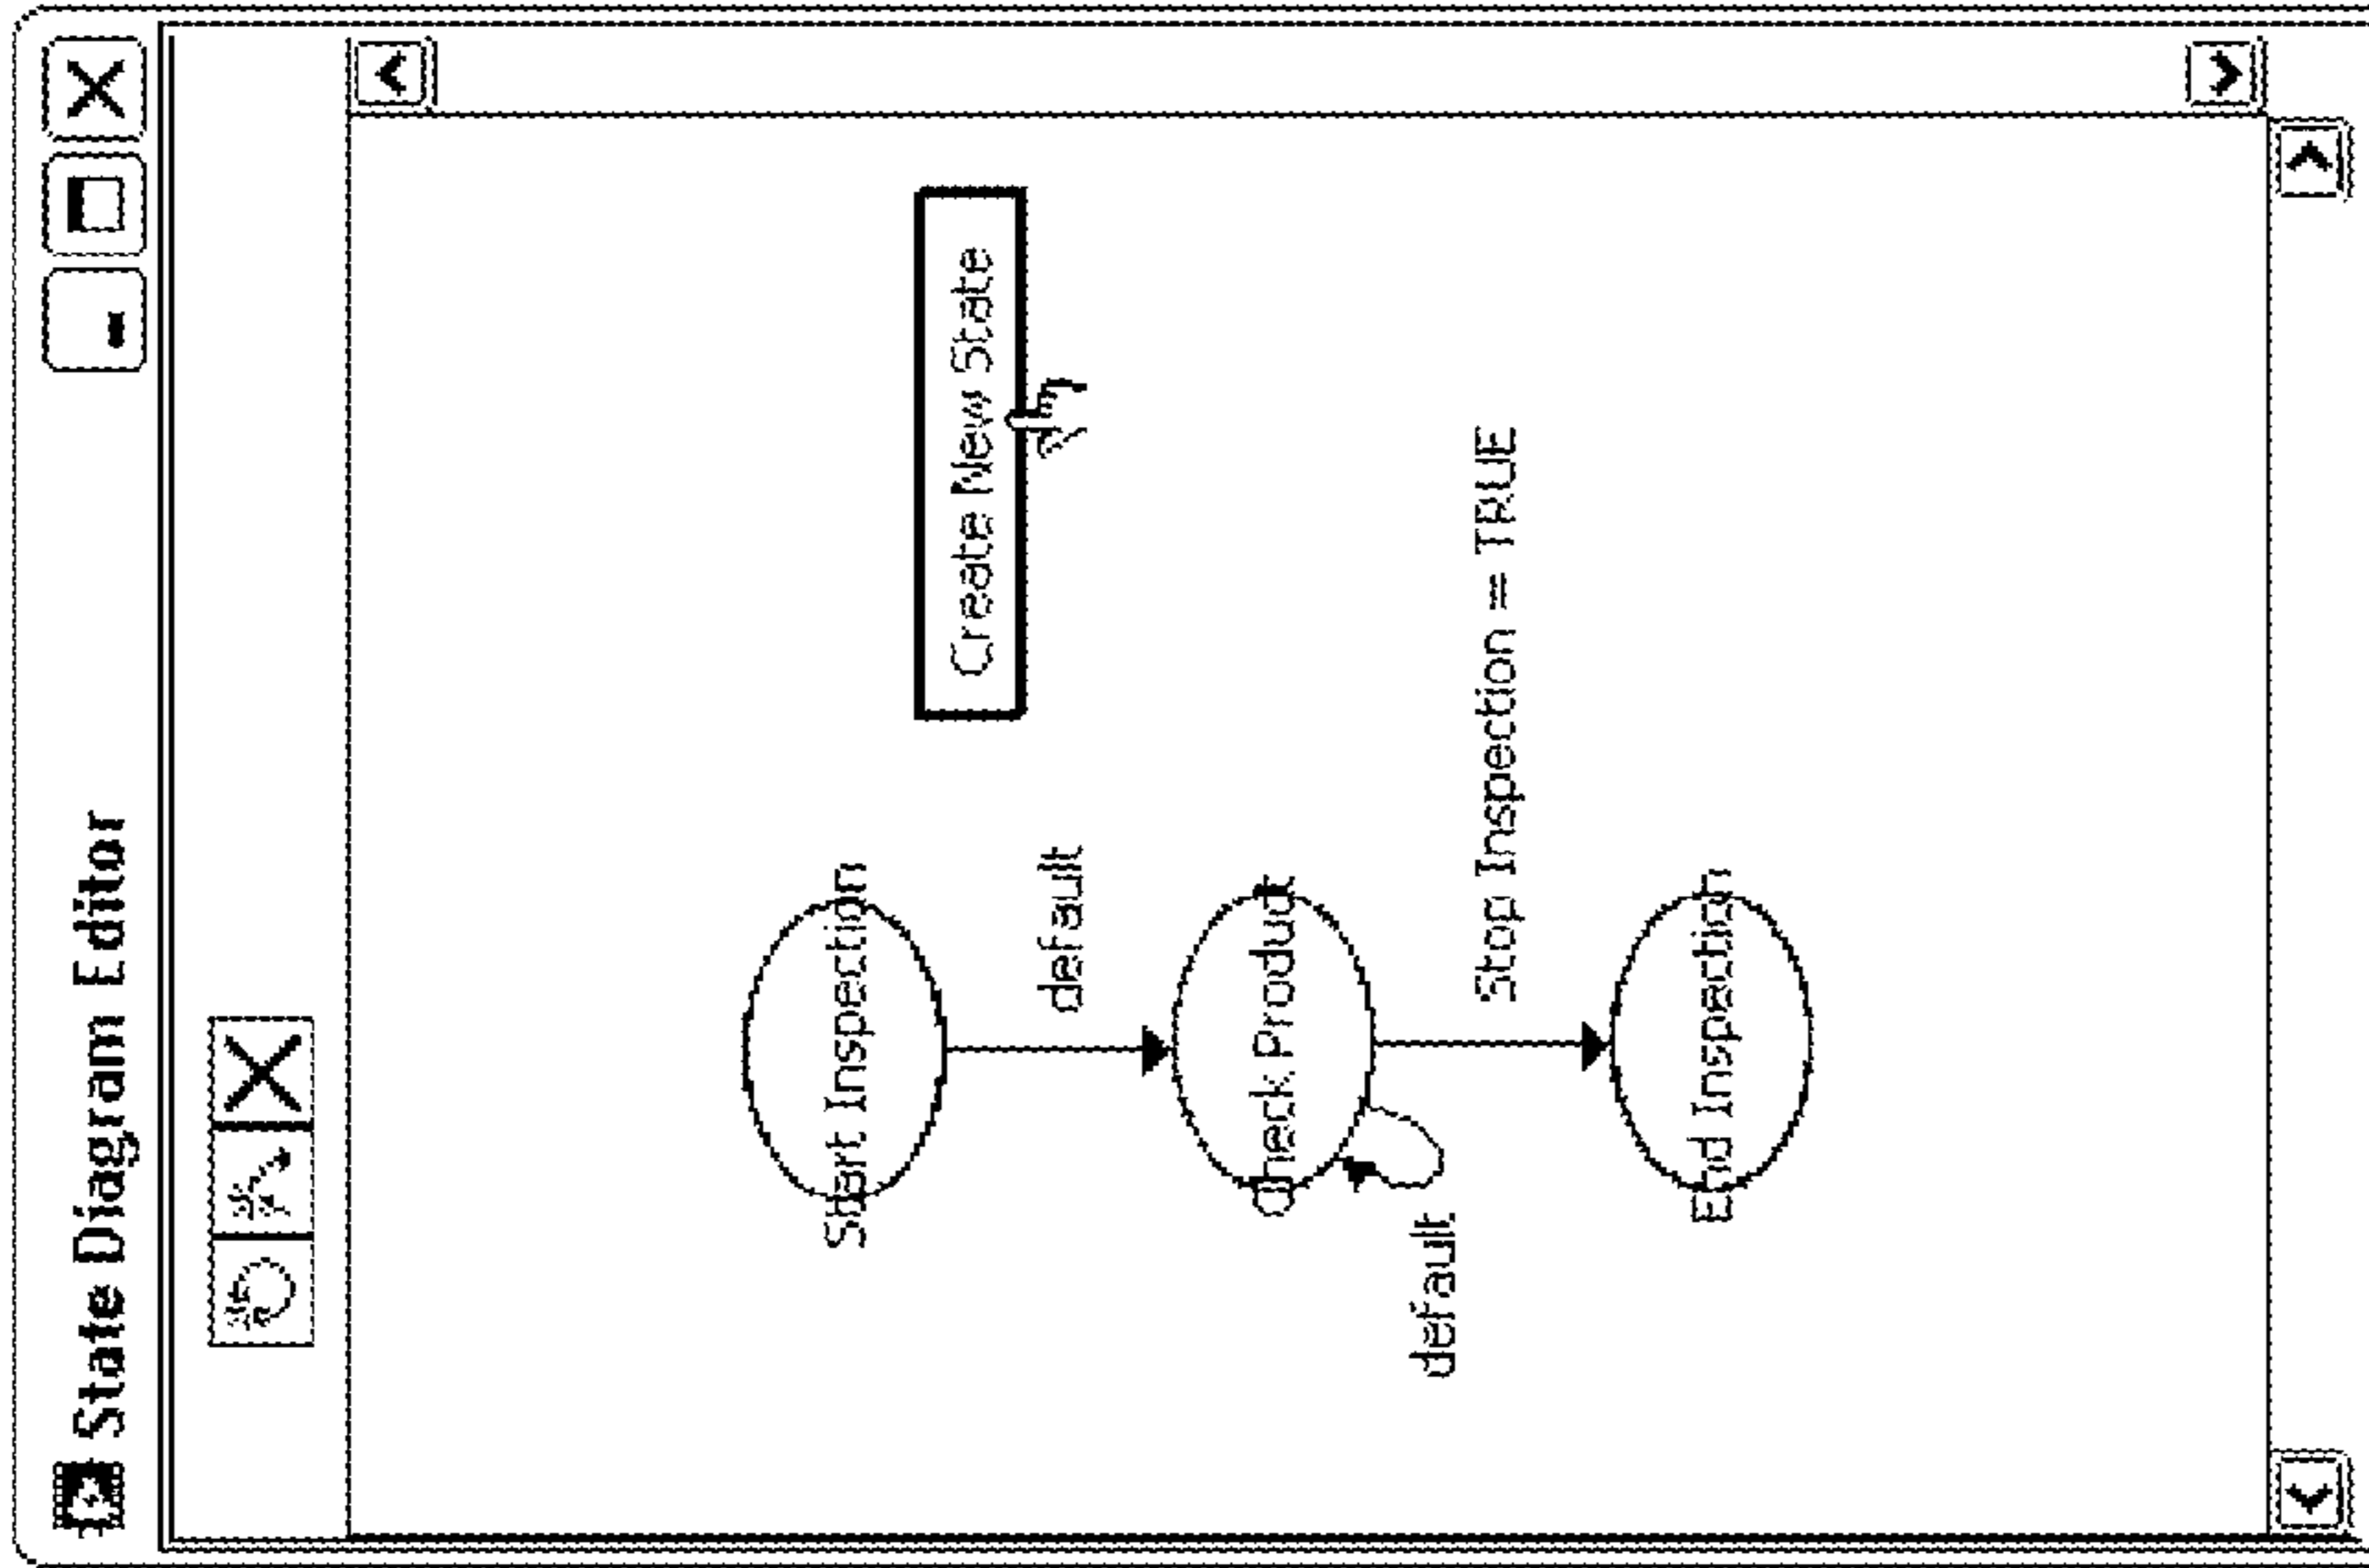 State Diagram Editor
Start Inspection
Create New State
default
Check Product
default
Stop Inspection = TRUE
End Inspection